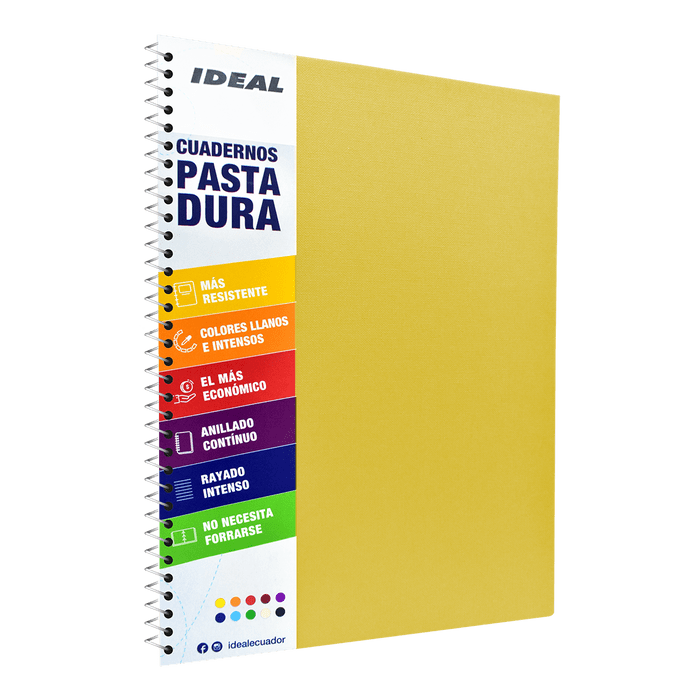 IDEAL
CUADERNOS
PASTA
DURA
MÁS
RESISTENTE
COLORES LLANOS
E INTENSOS
EL MÁS
ECONÓMICO
ANILLADO
CONTÍNUO
RAYADO
INTENSO
NO NECESITA
FORRARSE
idealecuador